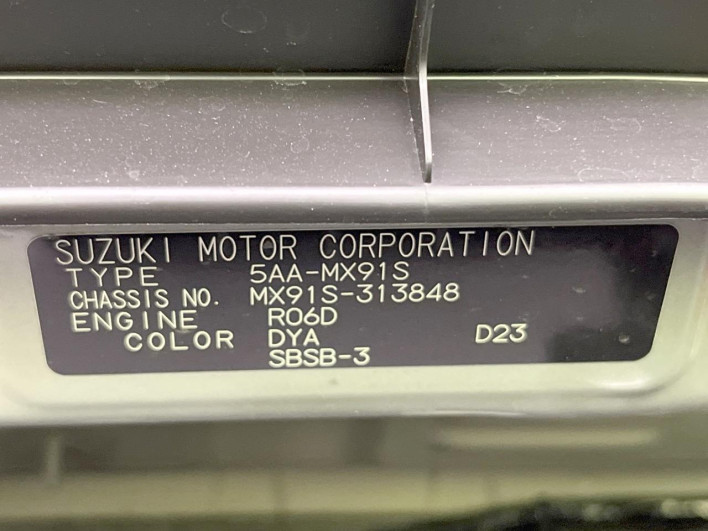 SUZUKI MOTOR CORPORATION
TYPE 5AA-MX91S
CHASSIS NO. MX91S-313848
ENGINE R06D
COLOR DYA D23
SBSB-3